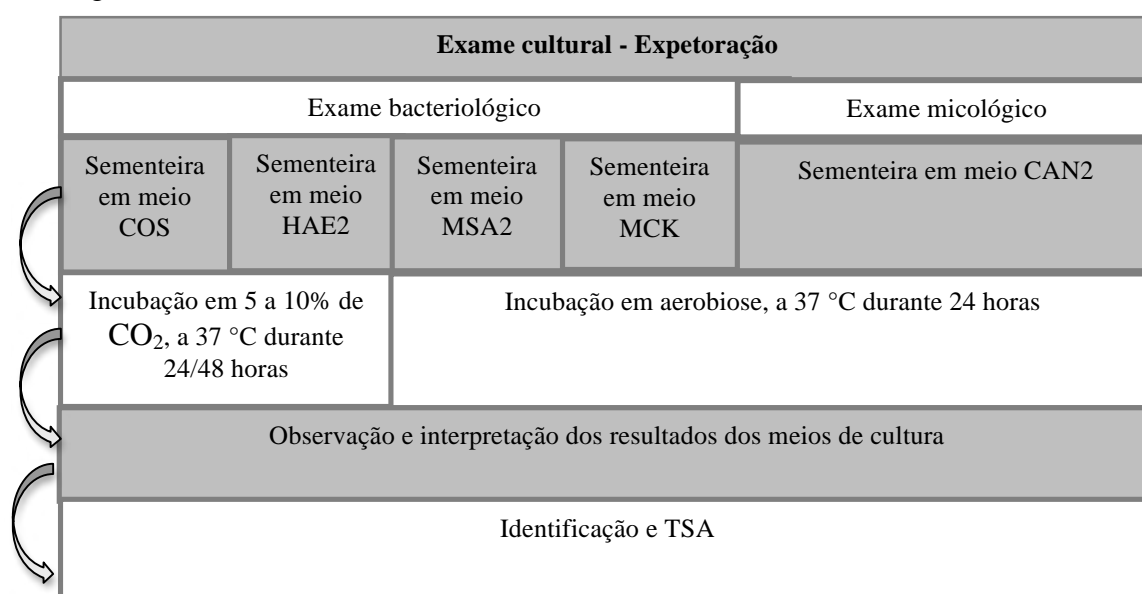 Exame cultural - Expetoração
Exame bacteriológico
Exame micológico
Sementeira
em meio
COS
Sementeira
em meio
HAE2
Sementeira
em meio
MSA2
Sementeira
em meio
MCK
Sementeira em meio CAN2
Incubação em 5 a 10% de
CO₂, a 37 °C durante
24/48 horas
Incubação em aerobiose, a 37 °C durante 24 horas
Observação e interpretação dos resultados dos meios de cultura
Identificação e TSA